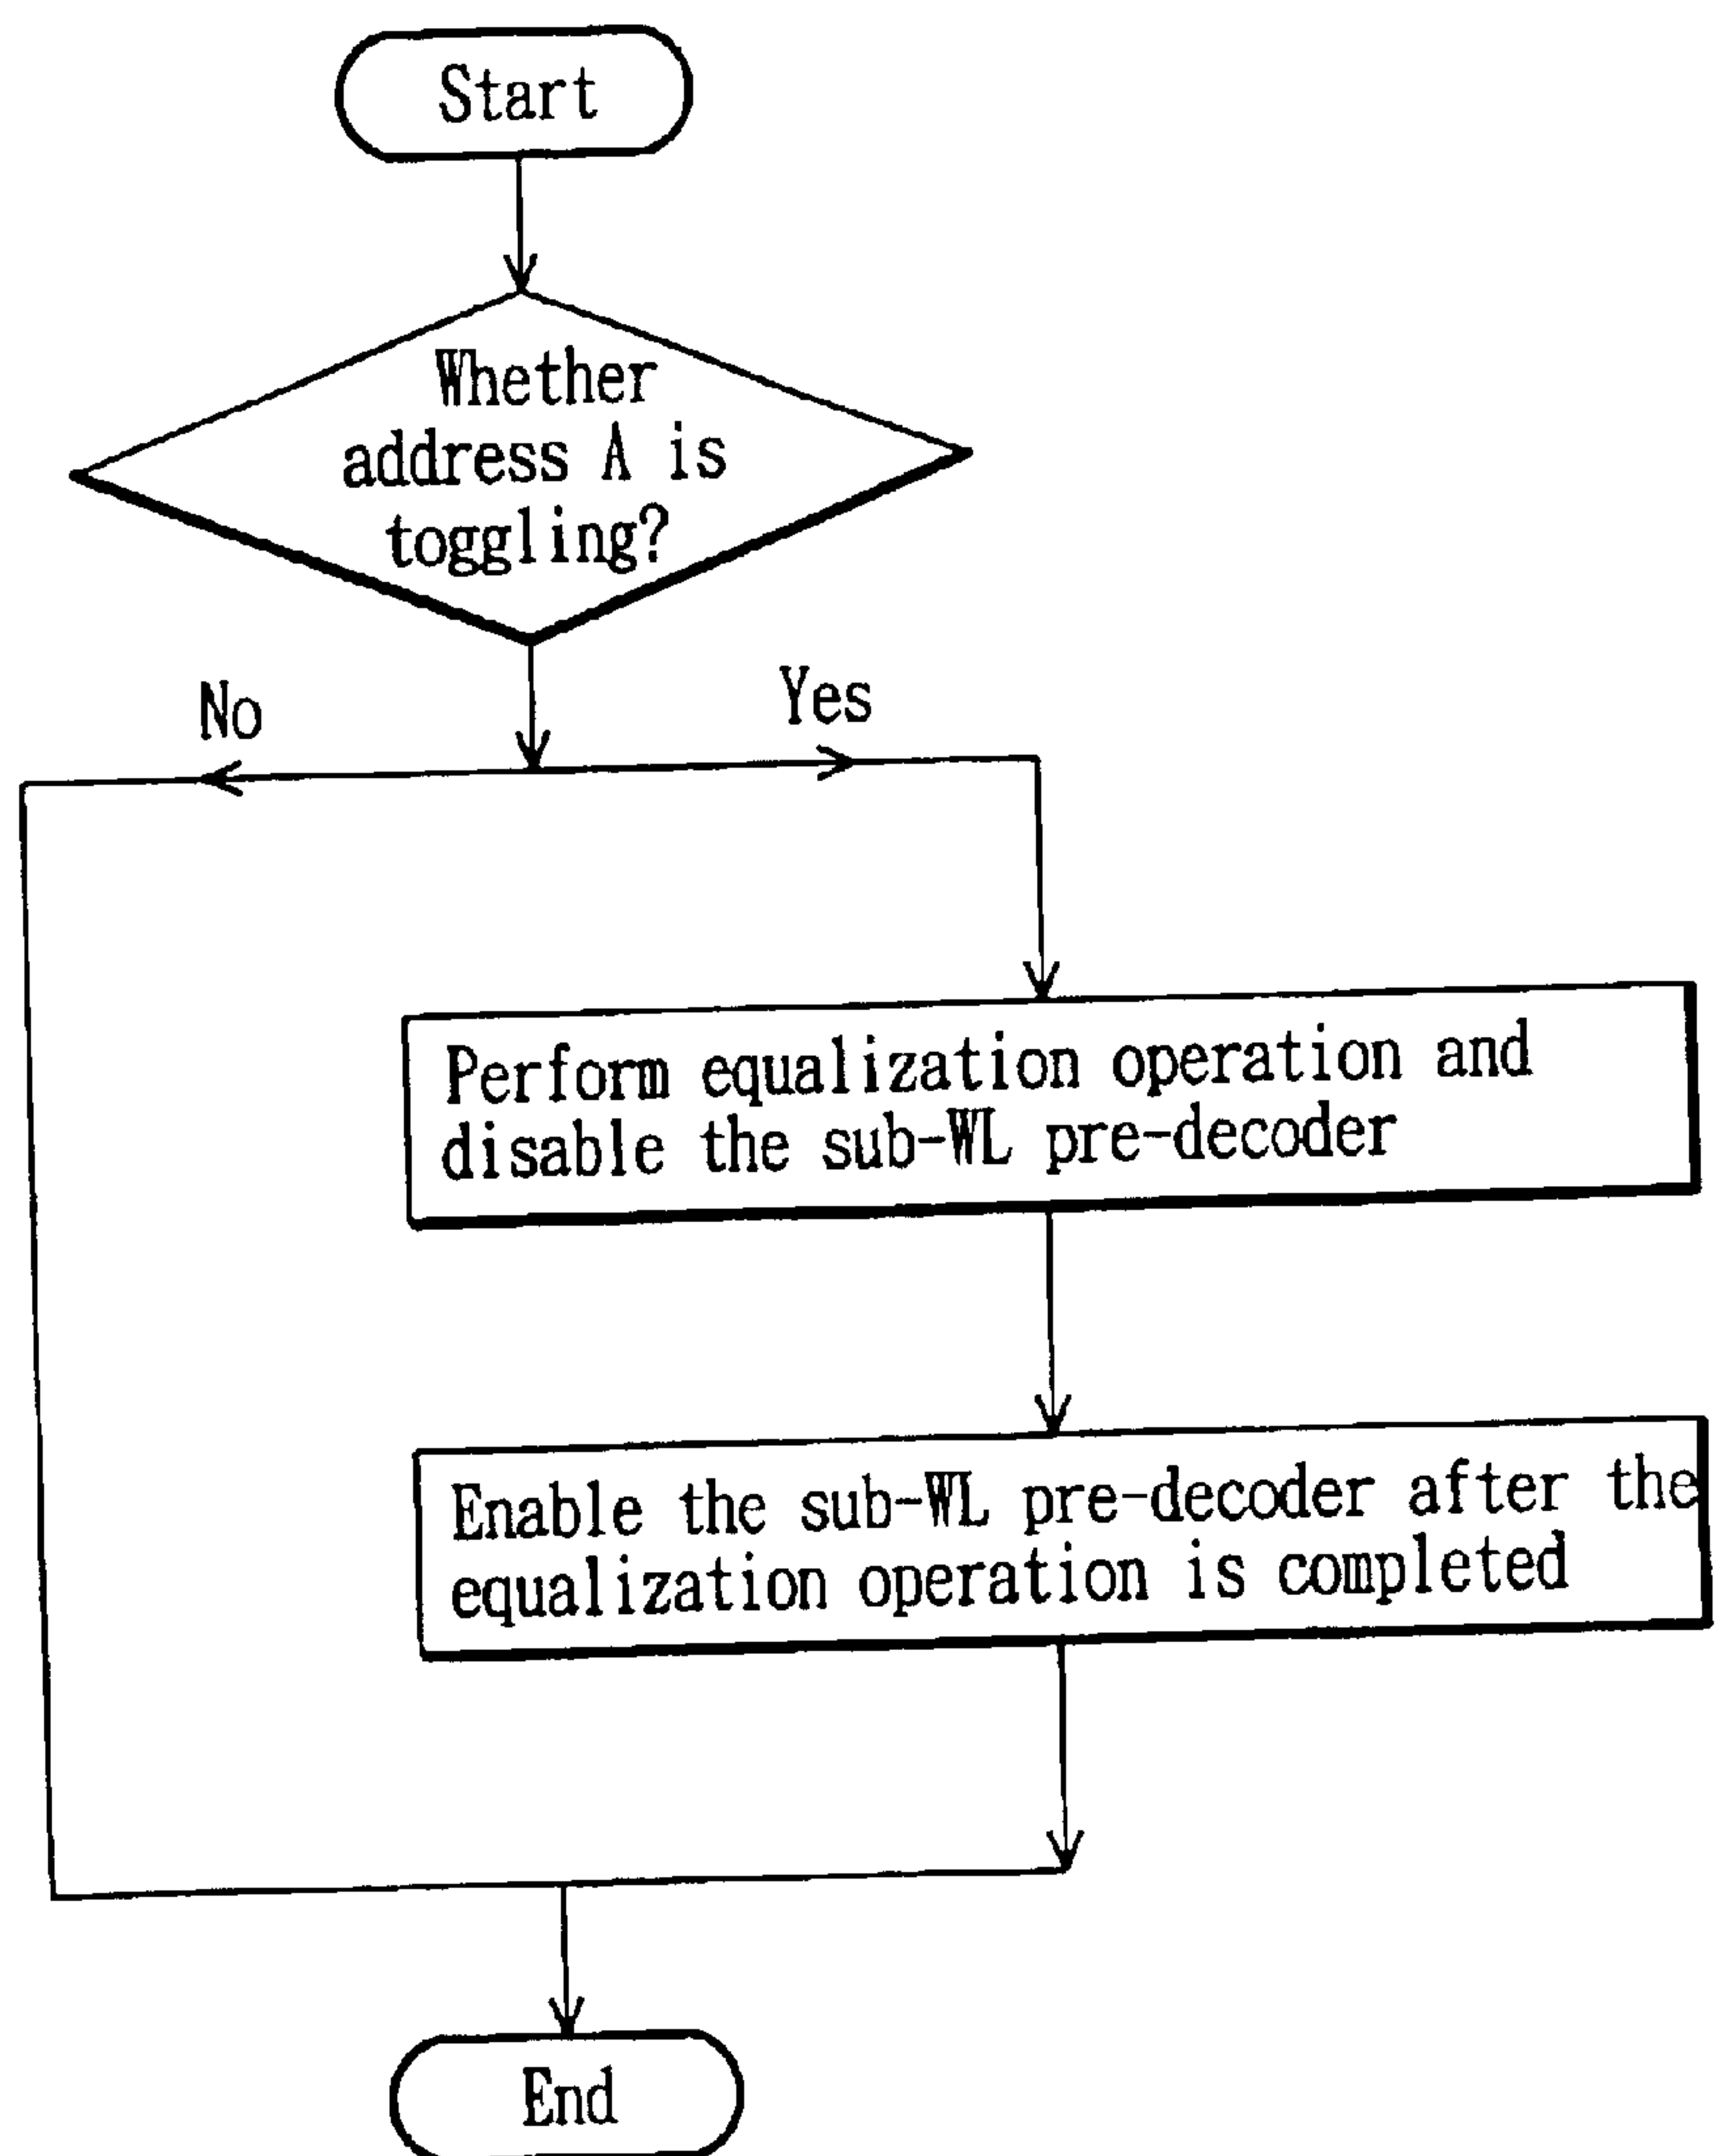 Start
Whether
address A is
toggling?
No
Yes
Perform equalization operation and
disable the sub-WL pre-decoder
Enable the sub-WL pre-decoder after the
equalization operation is completed
End